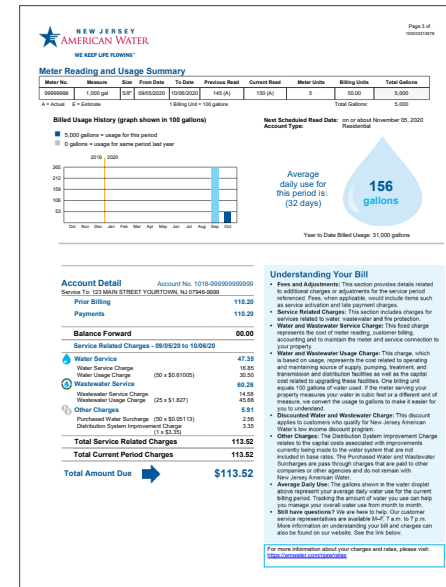 Page 3 of
NEW JERSEY
AMERICAN WATER
WE KEEP LIFE FLOWING
Meter Reading and Usage Summary
Meter No. Measure Size From Date To Date Previous Read Current Read Meter Units Billing Units Total Gallons
99999999 1,000 gal 5/8" 09/05/2020 10/06/2020 145 (A) 150 (A) 5 50.00 5,000
A = Actual E = Estimate 1 Billing Unit = 100 gallons Total Gallons: 5,000
Billed Usage History (graph shown in 100 gallons)
5,000 gallons = usage for this period
0 gallons = usage for same period last year
Next Scheduled Read Date: on or about November 05, 2020
Account Type: Residential
2019 2020
265
212
159
106
53
Oct Nov Dec Jan Feb Mar Apr May Jun Jul Aug Sep Oct
Average
daily use for
this period is:
(32 days)
156
gallons
Year to Date Billed Usage: 31,000 gallons
Account Detail Account No. 1018-999999999999
Service To: 123 MAIN STREET YOURTOWN, NJ 07946-9999
Prior Billing 110.20
Payments 110.20
Balance Forward 00.00
Service Related Charges - 09/05/20 to 10/06/20
Water Service 47.35
Water Service Charge 16.85
Water Usage Charge (50 x $0.61005) 30.50
Wastewater Service 60.26
Wastewater Service Charge 14.58
Wastewater Usage Charge (25 x $1.827) 45.68
Other Charges 5.91
Purchased Water Surcharge (50 x $0.05113) 2.56
Distribution System Improvement Charge 3.35
(1 x $3.35)
Total Service Related Charges 113.52
Total Current Period Charges 113.52
Total Amount Due $113.52
Understanding Your Bill
• Fees and Adjustments: This section provides details related
to additional charges or adjustments for the service period
referenced. Fees, when applicable, would include items such
as service activation and late payment charges.
• Service Related Charges: This section includes charges for
services related to water, wastewater and fire protection.
• Water and Wastewater Service Charge: This fixed charge
represents the cost of meter reading, customer billing,
accounting and to maintain the meter and service connection to
your property.
• Water and Wastewater Usage Charge: This charge, which
is based on usage, represents the cost related to operating
and maintaining source of supply, pumping, treatment, and
transmission and distribution facilities as well as the capital
cost related to upgrading these facilities. One billing unit
equals 100 gallons of water used. If the meter serving your
property measures your water in cubic feet or a different unit of
measure, we convert the usage to gallons to make it easier for
you to understand.
• Discounted Water and Wastewater Charge: This discount
applies to customers who qualify for New Jersey American
Water's low income discount program.
• Other Charges: The Distribution System Improvement Charge
relates to the capital costs associated with improvements
currently being made to the water system that are not
included in base rates. The Purchased Water and Wastewater
Surcharges are pass through charges that are paid to other
companies or other agencies and do not remain with
New Jersey American Water.
• Average Daily Use: The gallons shown in the water droplet
above represent your average daily water use for the current
billing period. Tracking the amount of water you use can help
you manage your overall water use from month to month.
• Still have questions? We are here to help. Our customer
service representatives are available M–F, 7 a.m. to 7 p.m.
More information on understanding your bill and charges can
also be found on our website. See the link below.
For more information about your charges and rates, please visit:
https://amwater.com/njaw/rates